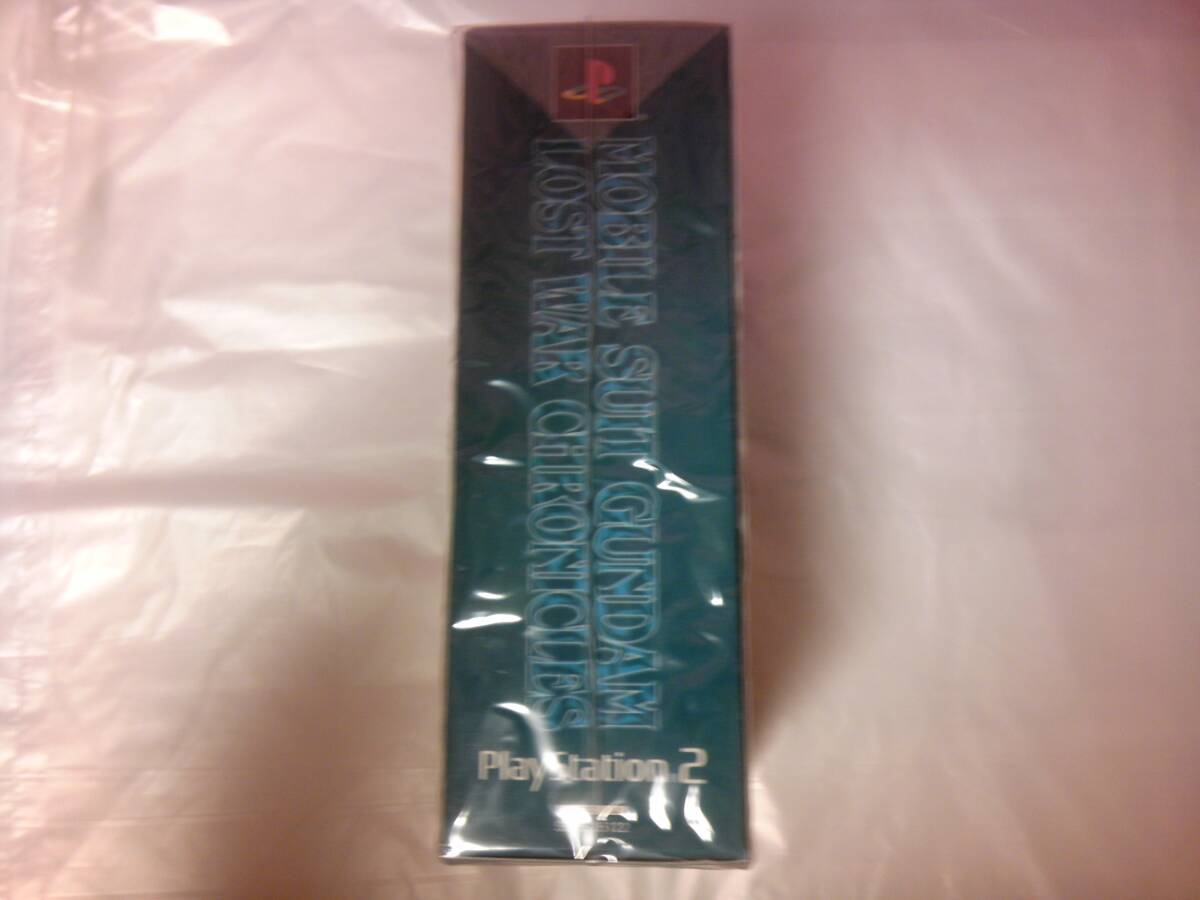 MOBILE SUIT GUNDAM
LOST WAR CHRONICLES
PlayStation 2